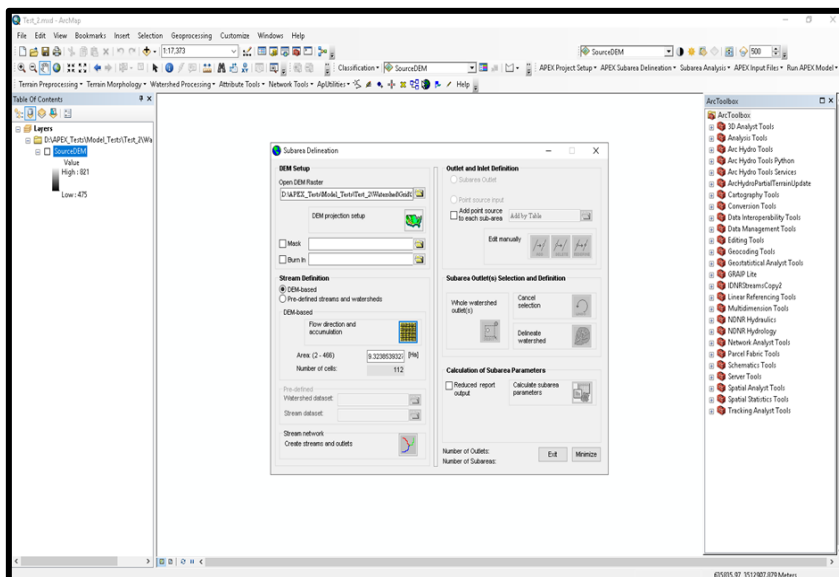 Test_2.mxd - ArcMap
File Edit View Bookmarks Insert Selection Geoprocessing Customize Windows Help
1:17,373
SourceDEM
500
Classification
SourceDEM
APEX Project Setup APEX Subarea Delineation Subarea Analysis APEX Input Files Run APEX Model
Terrain Preprocessing Terrain Morphology Watershed Processing Attribute Tools Network Tools ApUtilities Help
Table Of Contents
Layers
D:\APEX_Tests\Model_Tests\Test_2\Wa
SourceDEM
Value
High : 821
Low : 475
Subarea Delineation
DEM Setup
Open DEM Raster
D:\APEX_Tests\Model_Tests\Test_2\Watershed\Grid\
DEM projection setup
Mask
Burn In
Stream Definition
DEM-based
Pre-defined streams and watersheds
DEM-based
Flow direction and accumulation
Area: (2 - 466)
[Ha]
Number of cells:
112
Pre-defined
Watershed dataset:
Stream dataset:
Stream network
Create streams and outlets
Outlet and Inlet Definition
Subarea Outlet
Point source input
Add point source to each sub-area
Add by Table
Edit manually
Subarea Outlet(s) Selection and Definition
Whole watershed outlet(s)
Cancel selection
Delineate watershed
Calculation of Subarea Parameters
Reduced report output
Calculate subarea parameters
Number of Outlets:
Number of Subareas:
Exit
Minimize
ArcToolbox
ArcToolbox
3D Analyst Tools
Analysis Tools
Arc Hydro Tools
Arc Hydro Tools Python
Arc Hydro Tools Services
ArcHydroPartialTerrainUpdate
Cartography Tools
Conversion Tools
Data Interoperability Tools
Data Management Tools
Editing Tools
Geocoding Tools
Geostatistical Analyst Tools
GRAIP Lite
IDNRStreamsCopy2
Linear Referencing Tools
Multidimension Tools
NDNR Hydraulics
NDNR Hydrology
Network Analyst Tools
Parcel Fabric Tools
Schematics Tools
Server Tools
Spatial Analyst Tools
Spatial Statistics Tools
Tracking Analyst Tools